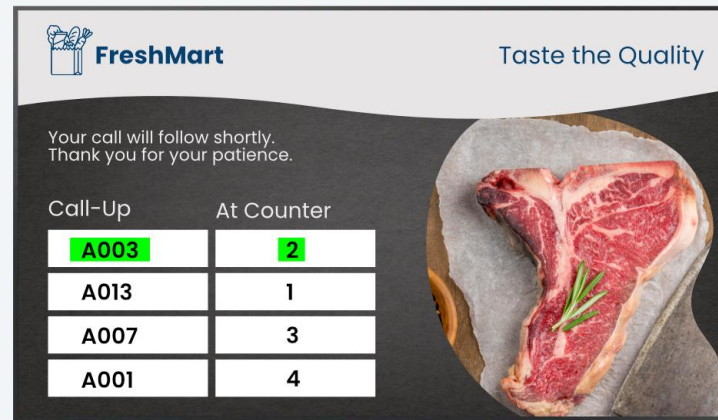 FreshMart
Taste the Quality
Your call will follow shortly.
Thank you for your patience.
Call-Up At Counter
A003 2
A013 1
A007 3
A001 4